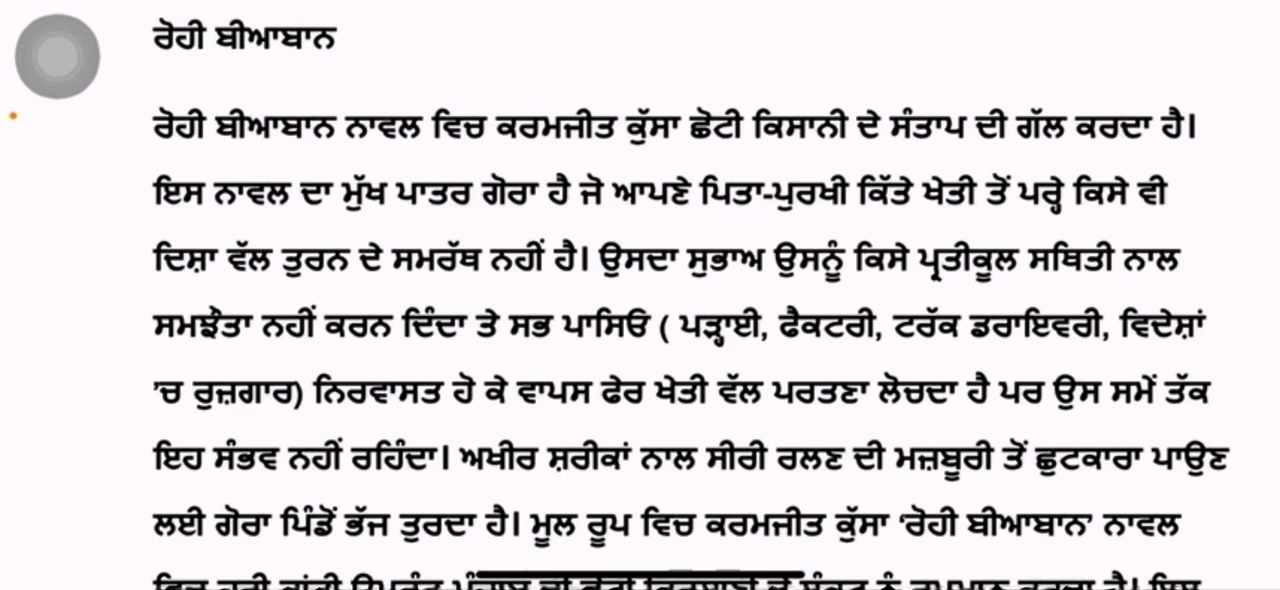 ਰੋਹੀ ਬੀਆਬਾਨ
ਰੋਹੀ ਬੀਆਬਾਨ ਨਾਵਲ ਵਿਚ ਕਰਮਜੀਤ ਕੁੱਸਾ ਛੋਟੀ ਕਿਸਾਨੀ ਦੇ ਸੰਤਾਪ ਦੀ ਗੱਲ ਕਰਦਾ ਹੈ।
ਇਸ ਨਾਵਲ ਦਾ ਮੁੱਖ ਪਾਤਰ ਗੋਰਾ ਹੈ ਜੋ ਆਪਣੇ ਪਿਤਾ-ਪੁਰਖੀ ਕਿੱਤੇ ਖੇਤੀ ਤੋਂ ਪਰ੍ਹੇ ਕਿਸੇ ਵੀ
ਦਿਸ਼ਾ ਵੱਲ ਤੁਰਨ ਦੇ ਸਮਰੱਥ ਨਹੀਂ ਹੈ। ਉਸਦਾ ਸੁਭਾਅ ਉਸਨੂੰ ਕਿਸੇ ਪ੍ਰਤੀਕੂਲ ਸਥਿਤੀ ਨਾਲ
ਸਮਝੌਤਾ ਨਹੀਂ ਕਰਨ ਦਿੰਦਾ ਤੇ ਸਭ ਪਾਸਿਓ ( ਪੜ੍ਹਾਈ, ਫੈਕਟਰੀ, ਟਰੱਕ ਡਰਾਇਵਰੀ, ਵਿਦੇਸ਼ਾਂ
’ਚ ਰੁਜ਼ਗਾਰ) ਨਿਰਵਾਸਤ ਹੋ ਕੇ ਵਾਪਸ ਫੇਰ ਖੇਤੀ ਵੱਲ ਪਰਤਣਾ ਲੋਚਦਾ ਹੈ ਪਰ ਉਸ ਸਮੇਂ ਤੱਕ
ਇਹ ਸੰਭਵ ਨਹੀਂ ਰਹਿੰਦਾ। ਅਖੀਰ ਸ਼ਰੀਕਾਂ ਨਾਲ ਸੀਰੀ ਰਲਣ ਦੀ ਮਜ਼ਬੂਰੀ ਤੋਂ ਛੁਟਕਾਰਾ ਪਾਉਣ
ਲਈ ਗੋਰਾ ਪਿੰਡੋਂ ਭੱਜ ਤੁਰਦਾ ਹੈ। ਮੂਲ ਰੂਪ ਵਿਚ ਕਰਮਜੀਤ ਕੁੱਸਾ ‘ਰੋਹੀ ਬੀਆਬਾਨ’ ਨਾਵਲ